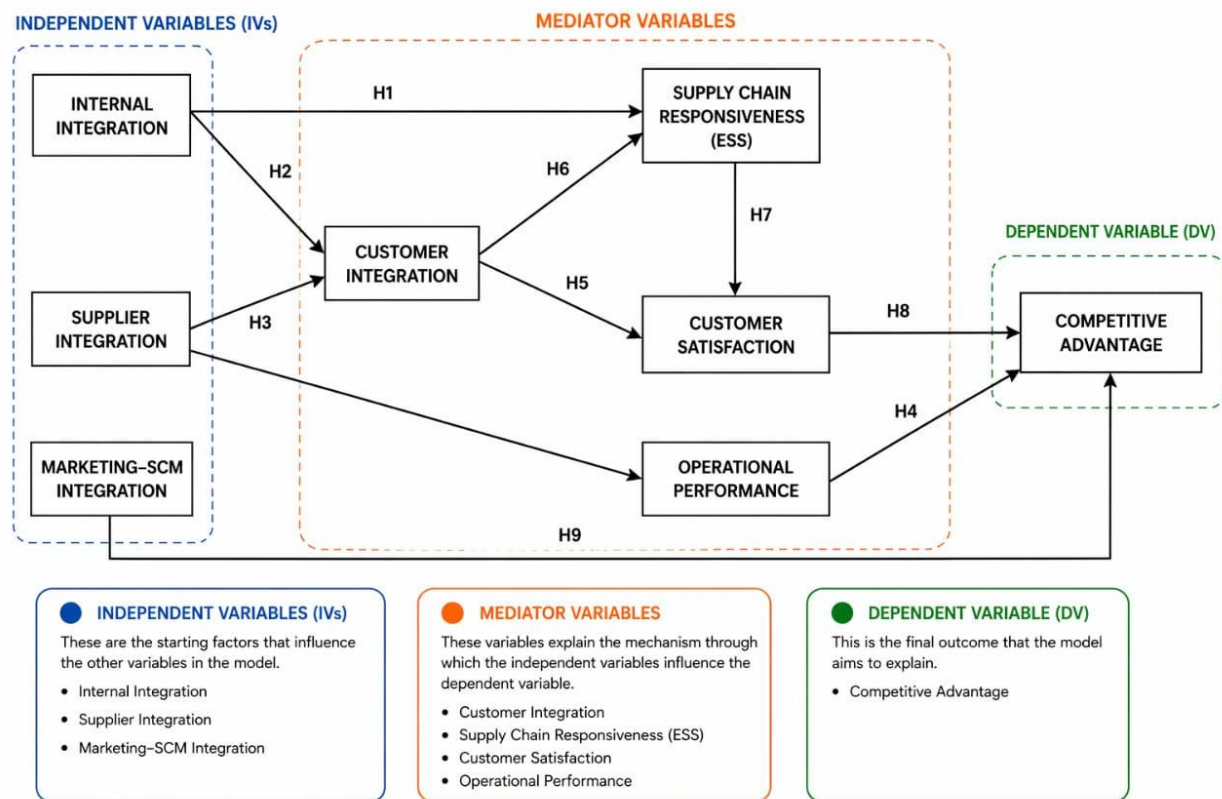 INDEPENDENT VARIABLES (IVs)
MEDIATOR VARIABLES
INTERNAL
INTEGRATION
H1
SUPPLY CHAIN
RESPONSIVENESS
(ESS)
H2
H6
H7
CUSTOMER
INTEGRATION
DEPENDENT VARIABLE (DV)
SUPPLIER
INTEGRATION
H3
H5
CUSTOMER
SATISFACTION
H8
COMPETITIVE
ADVANTAGE
H4
MARKETING–SCM
INTEGRATION
OPERATIONAL
PERFORMANCE
H9
INDEPENDENT VARIABLES (IVs)
These are the starting factors that influence
the other variables in the model.
• Internal Integration
• Supplier Integration
• Marketing–SCM Integration
MEDIATOR VARIABLES
These variables explain the mechanism through
which the independent variables influence the
dependent variable.
• Customer Integration
• Supply Chain Responsiveness (ESS)
• Customer Satisfaction
• Operational Performance
DEPENDENT VARIABLE (DV)
This is the final outcome that the model
aims to explain.
• Competitive Advantage